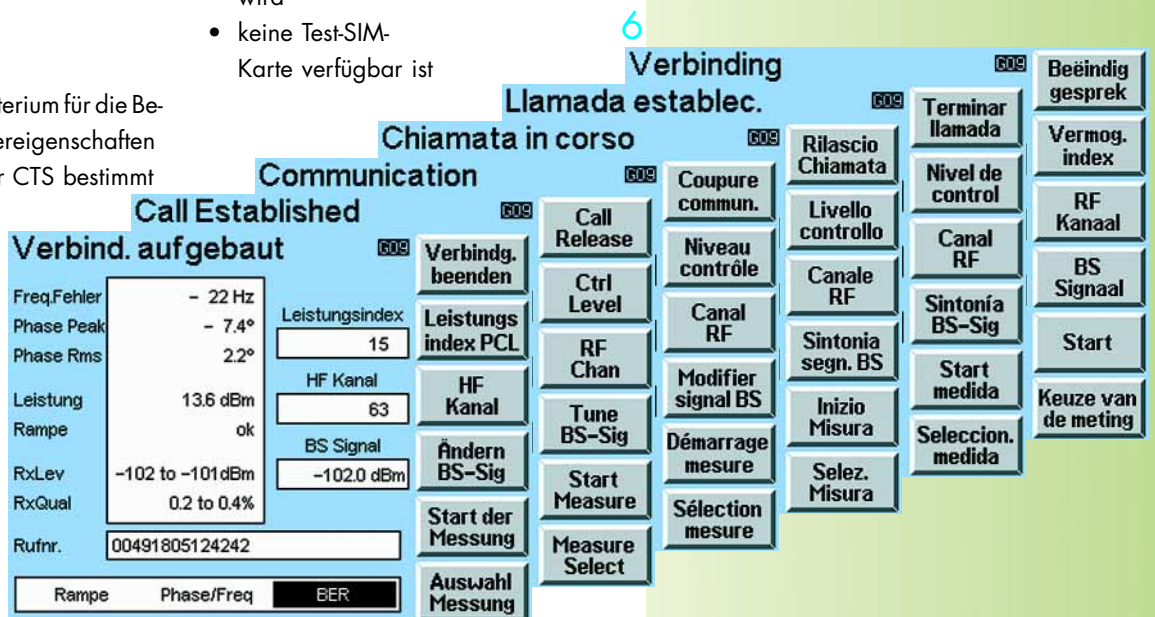 wird
• keine Test-SIM-
Karte verfügbar ist
terium für die Be-
ereigenschaften
r CTS bestimmt
6
Verbinding
G09
Beëindig
gesprek
Vermog.
index
RF
Kanaal
BS
Signaal
Start
Keuze van
de meting
Llamada establec.
G09
Terminar
llamada
Nivel de
control
Canal
RF
Sintonía
BS-Sig
Start
medida
Seleccion.
medida
Chiamata in corso
G09
Rilascio
Chiamata
Livello
controllo
Canale
RF
Sintonia
segn. BS
Inizio
Misura
Selez.
Misura
Communication
G09
Coupure
commun.
Niveau
contrôle
Canal
RF
Modifier
signal BS
Démarrage
mesure
Sélection
mesure
Call Established
G09
Call
Release
Ctrl
Level
RF
Chan
Tune
BS-Sig
Start
Measure
Measure
Select
Verbind. aufgebaut
G09
Verbindg.
beenden
Leistungs
index PCL
HF
Kanal
Ändern
BS-Sig
Start der
Messung
Auswahl
Messung
Freq.Fehler - 22 Hz
Phase Peak - 7.4°
Phase Rms 2.2°
Leistung 13.6 dBm
Rampe ok
RxLev -102 to -101dBm
RxQual 0.2 to 0.4%
Leistungsindex
15
HF Kanal
63
BS Signal
-102.0 dBm
Rufnr. 00491805124242
Rampe Phase/Freq BER